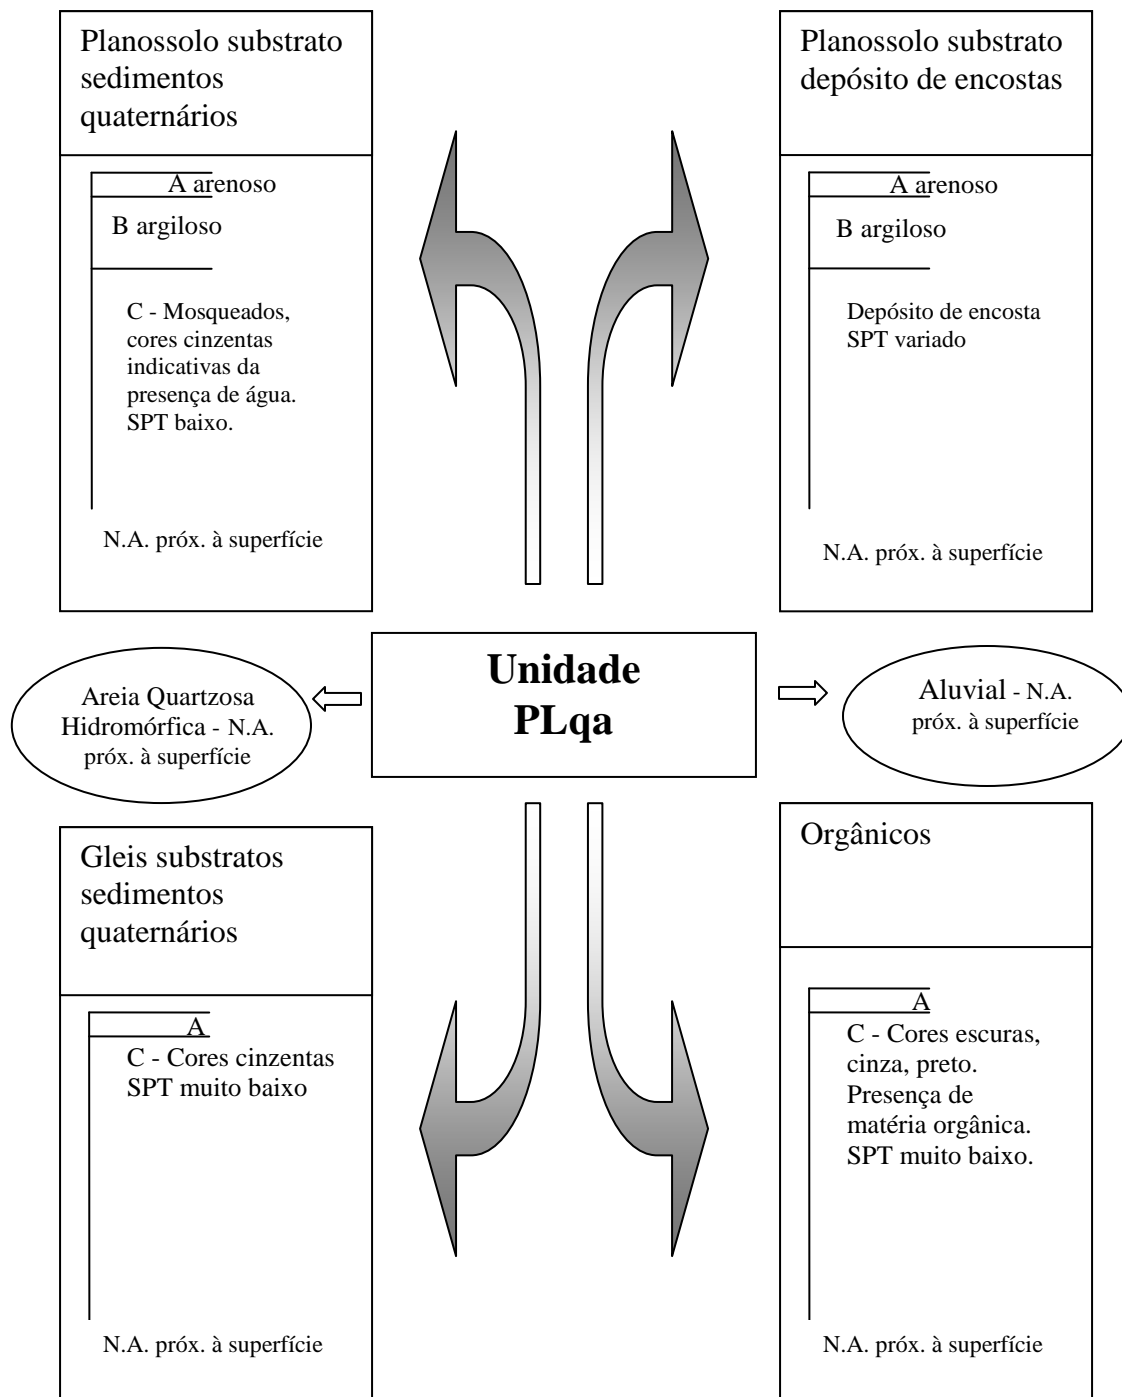 Planossolo substrato
sedimentos
quaternários
A arenoso
B argiloso
C - Mosqueados,
cores cinzentas
indicativas da
presença de água.
SPT baixo.
N.A. próx. à superfície
Planossolo substrato
depósito de encostas
A arenoso
B argiloso
Depósito de encosta
SPT variado
N.A. próx. à superfície
Areia Quartzosa
Hidromórfica - N.A.
próx. à superfície
Unidade
PLqa
Aluvial - N.A.
próx. à superfície
Gleis substratos
sedimentos
quaternários
A
C - Cores cinzentas
SPT muito baixo
N.A. próx. à superfície
Orgânicos
A
C - Cores escuras,
cinza, preto.
Presença de
matéria orgânica.
SPT muito baixo.
N.A. próx. à superfície